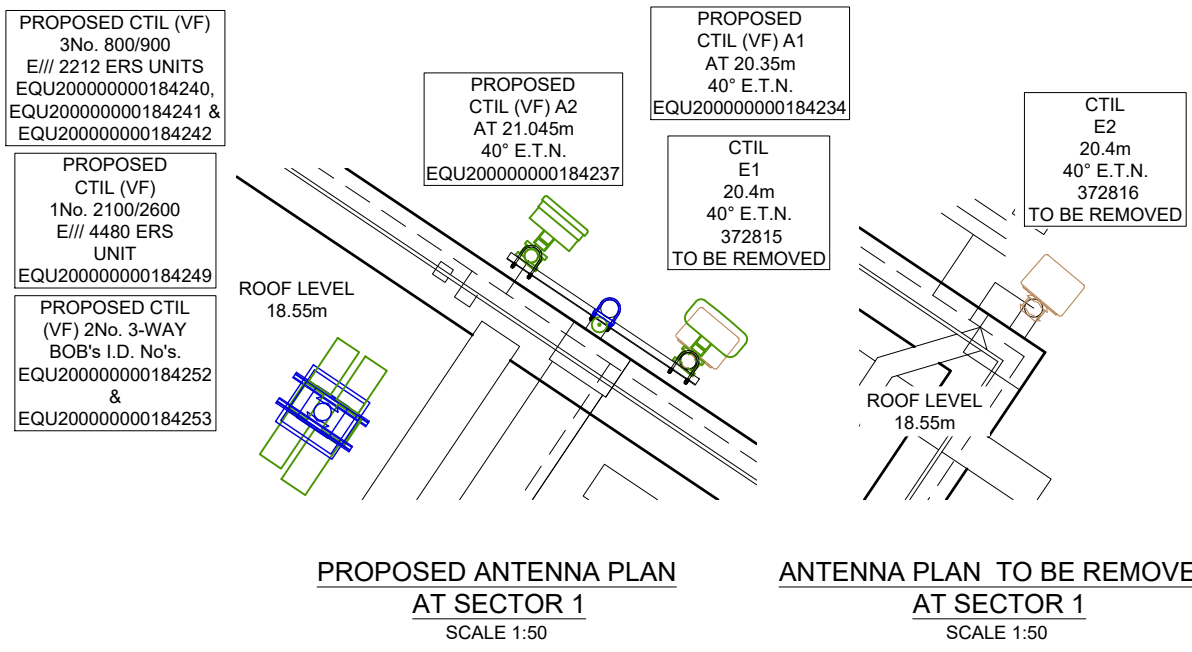 PROPOSED CTIL (VF)
3No. 800/900
E/// 2212 ERS UNITS
EQU200000000184240,
EQU200000000184241 &
EQU200000000184242
PROPOSED
CTIL (VF)
1No. 2100/2600
E/// 4480 ERS
UNIT
EQU200000000184249
PROPOSED CTIL
(VF) 2No. 3-WAY
BOB's I.D. No's.
EQU200000000184252
&
EQU200000000184253
PROPOSED
CTIL (VF) A2
AT 21.045m
40° E.T.N.
EQU200000000184237
PROPOSED
CTIL (VF) A1
AT 20.35m
40° E.T.N.
EQU200000000184234
CTIL
E1
20.4m
40° E.T.N.
372815
TO BE REMOVED
CTIL
E2
20.4m
40° E.T.N.
372816
TO BE REMOVED
ROOF LEVEL
18.55m
ROOF LEVEL
18.55m
PROPOSED ANTENNA PLAN
AT SECTOR 1
SCALE 1:50
ANTENNA PLAN TO BE REMOVE
AT SECTOR 1
SCALE 1:50